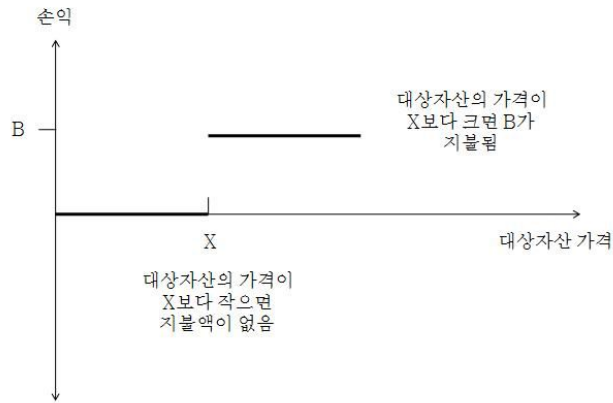 손익
대상자산의 가격이
X보다 크면 B가
지불됨
B
X
대상자산 가격
대상자산의 가격이
X보다 작으면
지불액이 없음